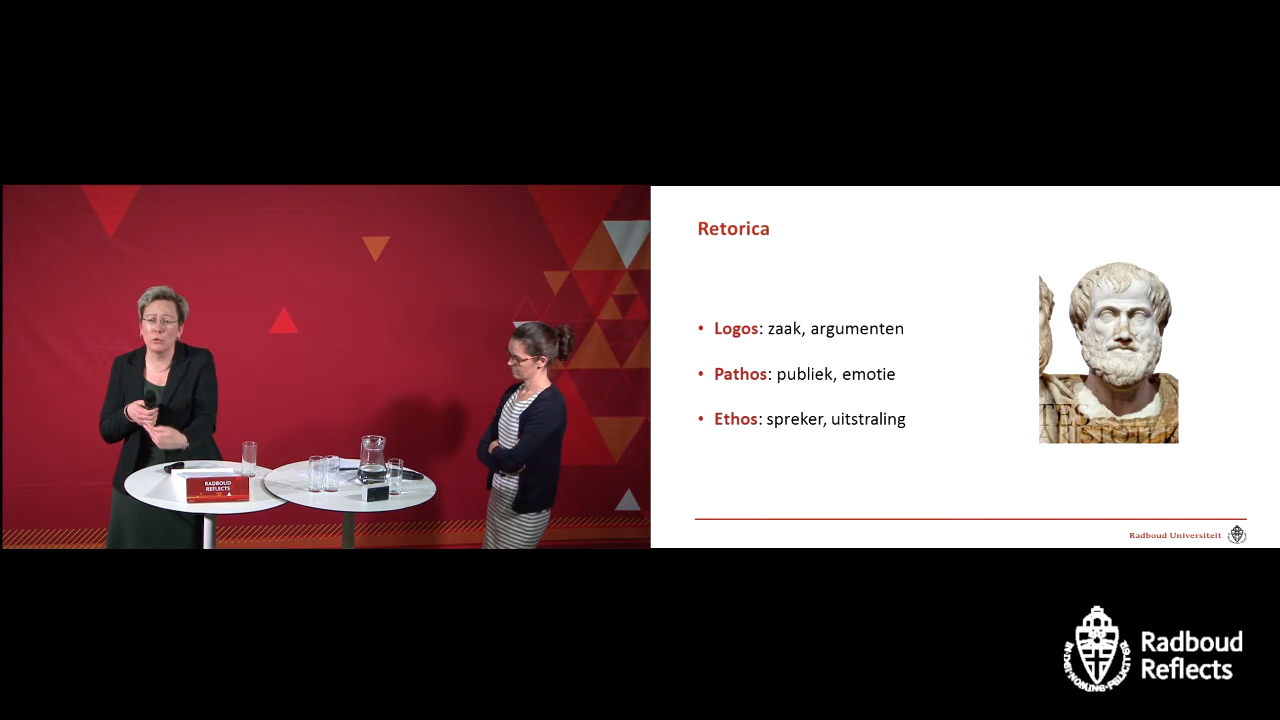 Retorica
• Logos: zaak, argumenten
• Pathos: publiek, emotie
• Ethos: spreker, uitstraling
Radboud Universiteit
RADBOUD
REFLECTS
Radboud
Reflects